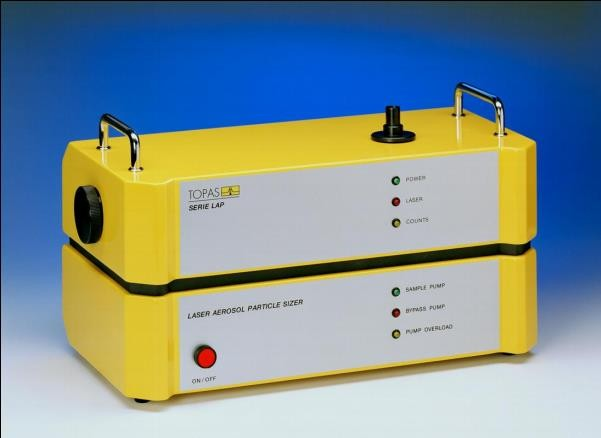 TOPAS
SERIE LAP
POWER
LASER
COUNTS
LASER AEROSOL PARTICLE SIZER
SAMPLE PUMP
BYPASS PUMP
PUMP OVERLOAD
ON/OFF